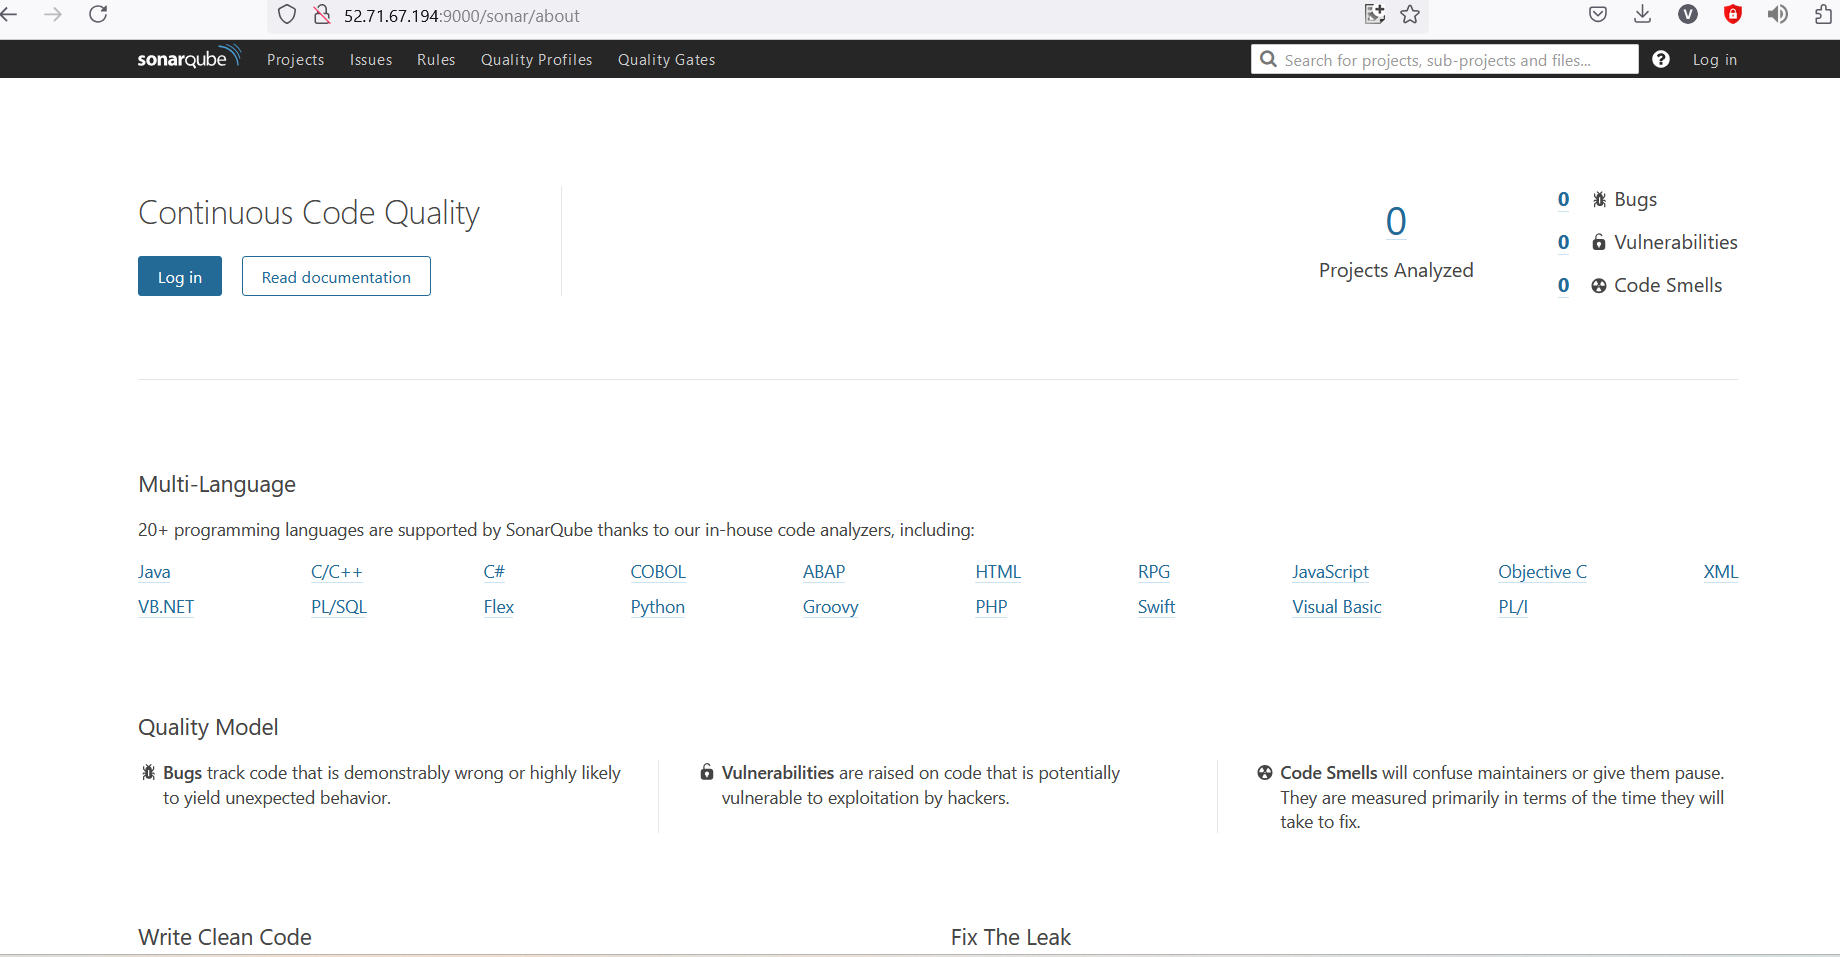 52.71.67.194:9000/sonar/about
V
sonarqube Projects Issues Rules Quality Profiles Quality Gates Search for projects, sub-projects and files... ? Log in
Continuous Code Quality
Log in Read documentation
0
Projects Analyzed
0 Bugs
0 Vulnerabilities
0 Code Smells
Multi-Language
20+ programming languages are supported by SonarQube thanks to our in-house code analyzers, including:
Java C/C++ C# COBOL ABAP HTML RPG JavaScript Objective C XML
VB.NET PL/SQL Flex Python Groovy PHP Swift Visual Basic PL/I
Quality Model
Bugs track code that is demonstrably wrong or highly likely
to yield unexpected behavior.
Vulnerabilities are raised on code that is potentially
vulnerable to exploitation by hackers.
Code Smells will confuse maintainers or give them pause.
They are measured primarily in terms of the time they will
take to fix.
Write Clean Code
Fix The Leak